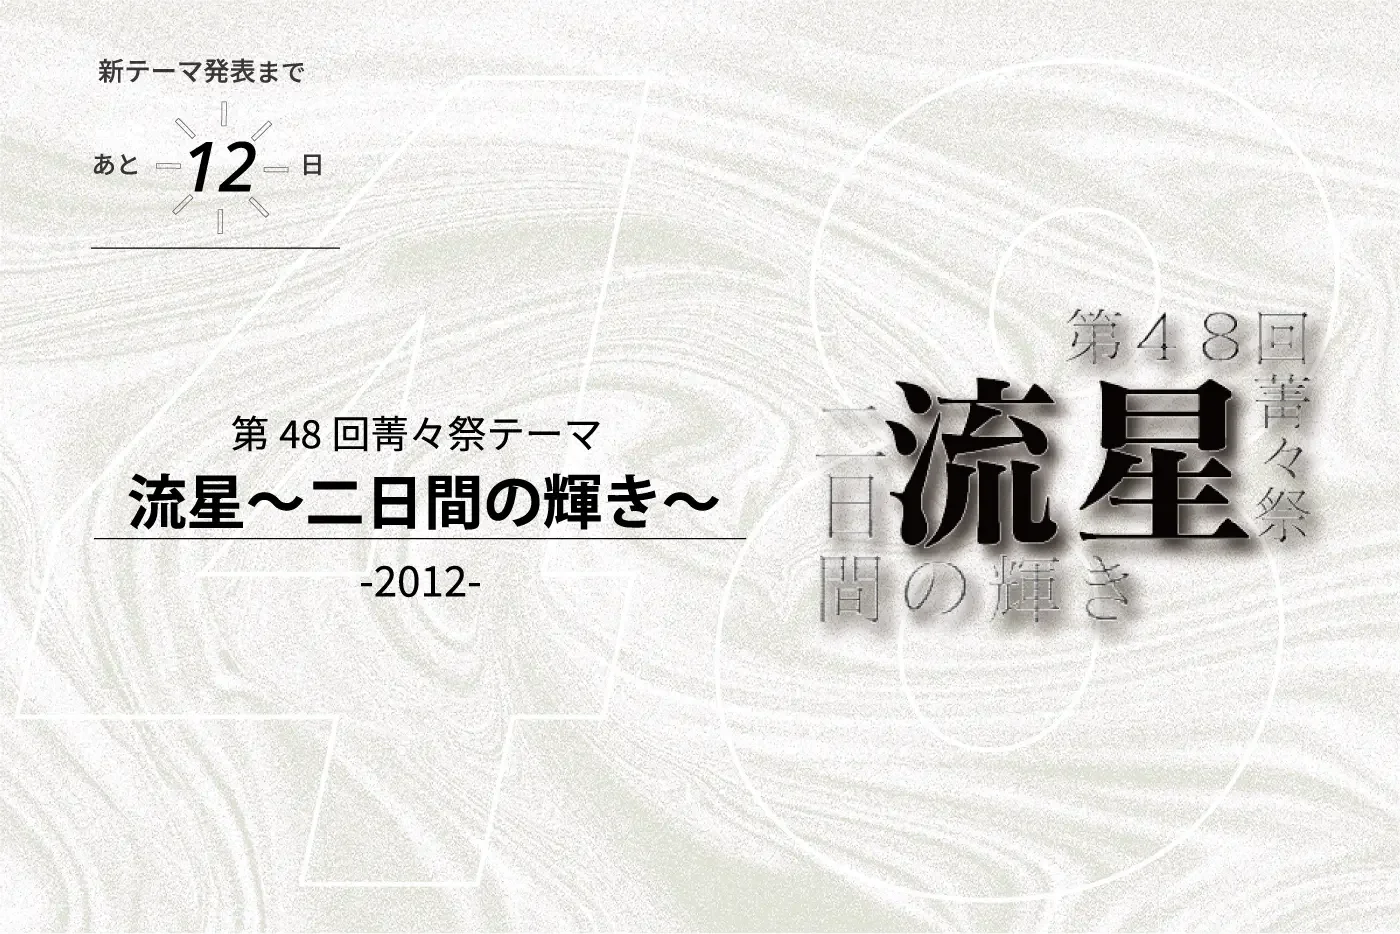 新テーマ発表まで
あと 12 日
第 48 回菁々祭テーマ
流星〜二日間の輝き〜
-2012-
第48回菁々祭
流星
二日間の輝き
48